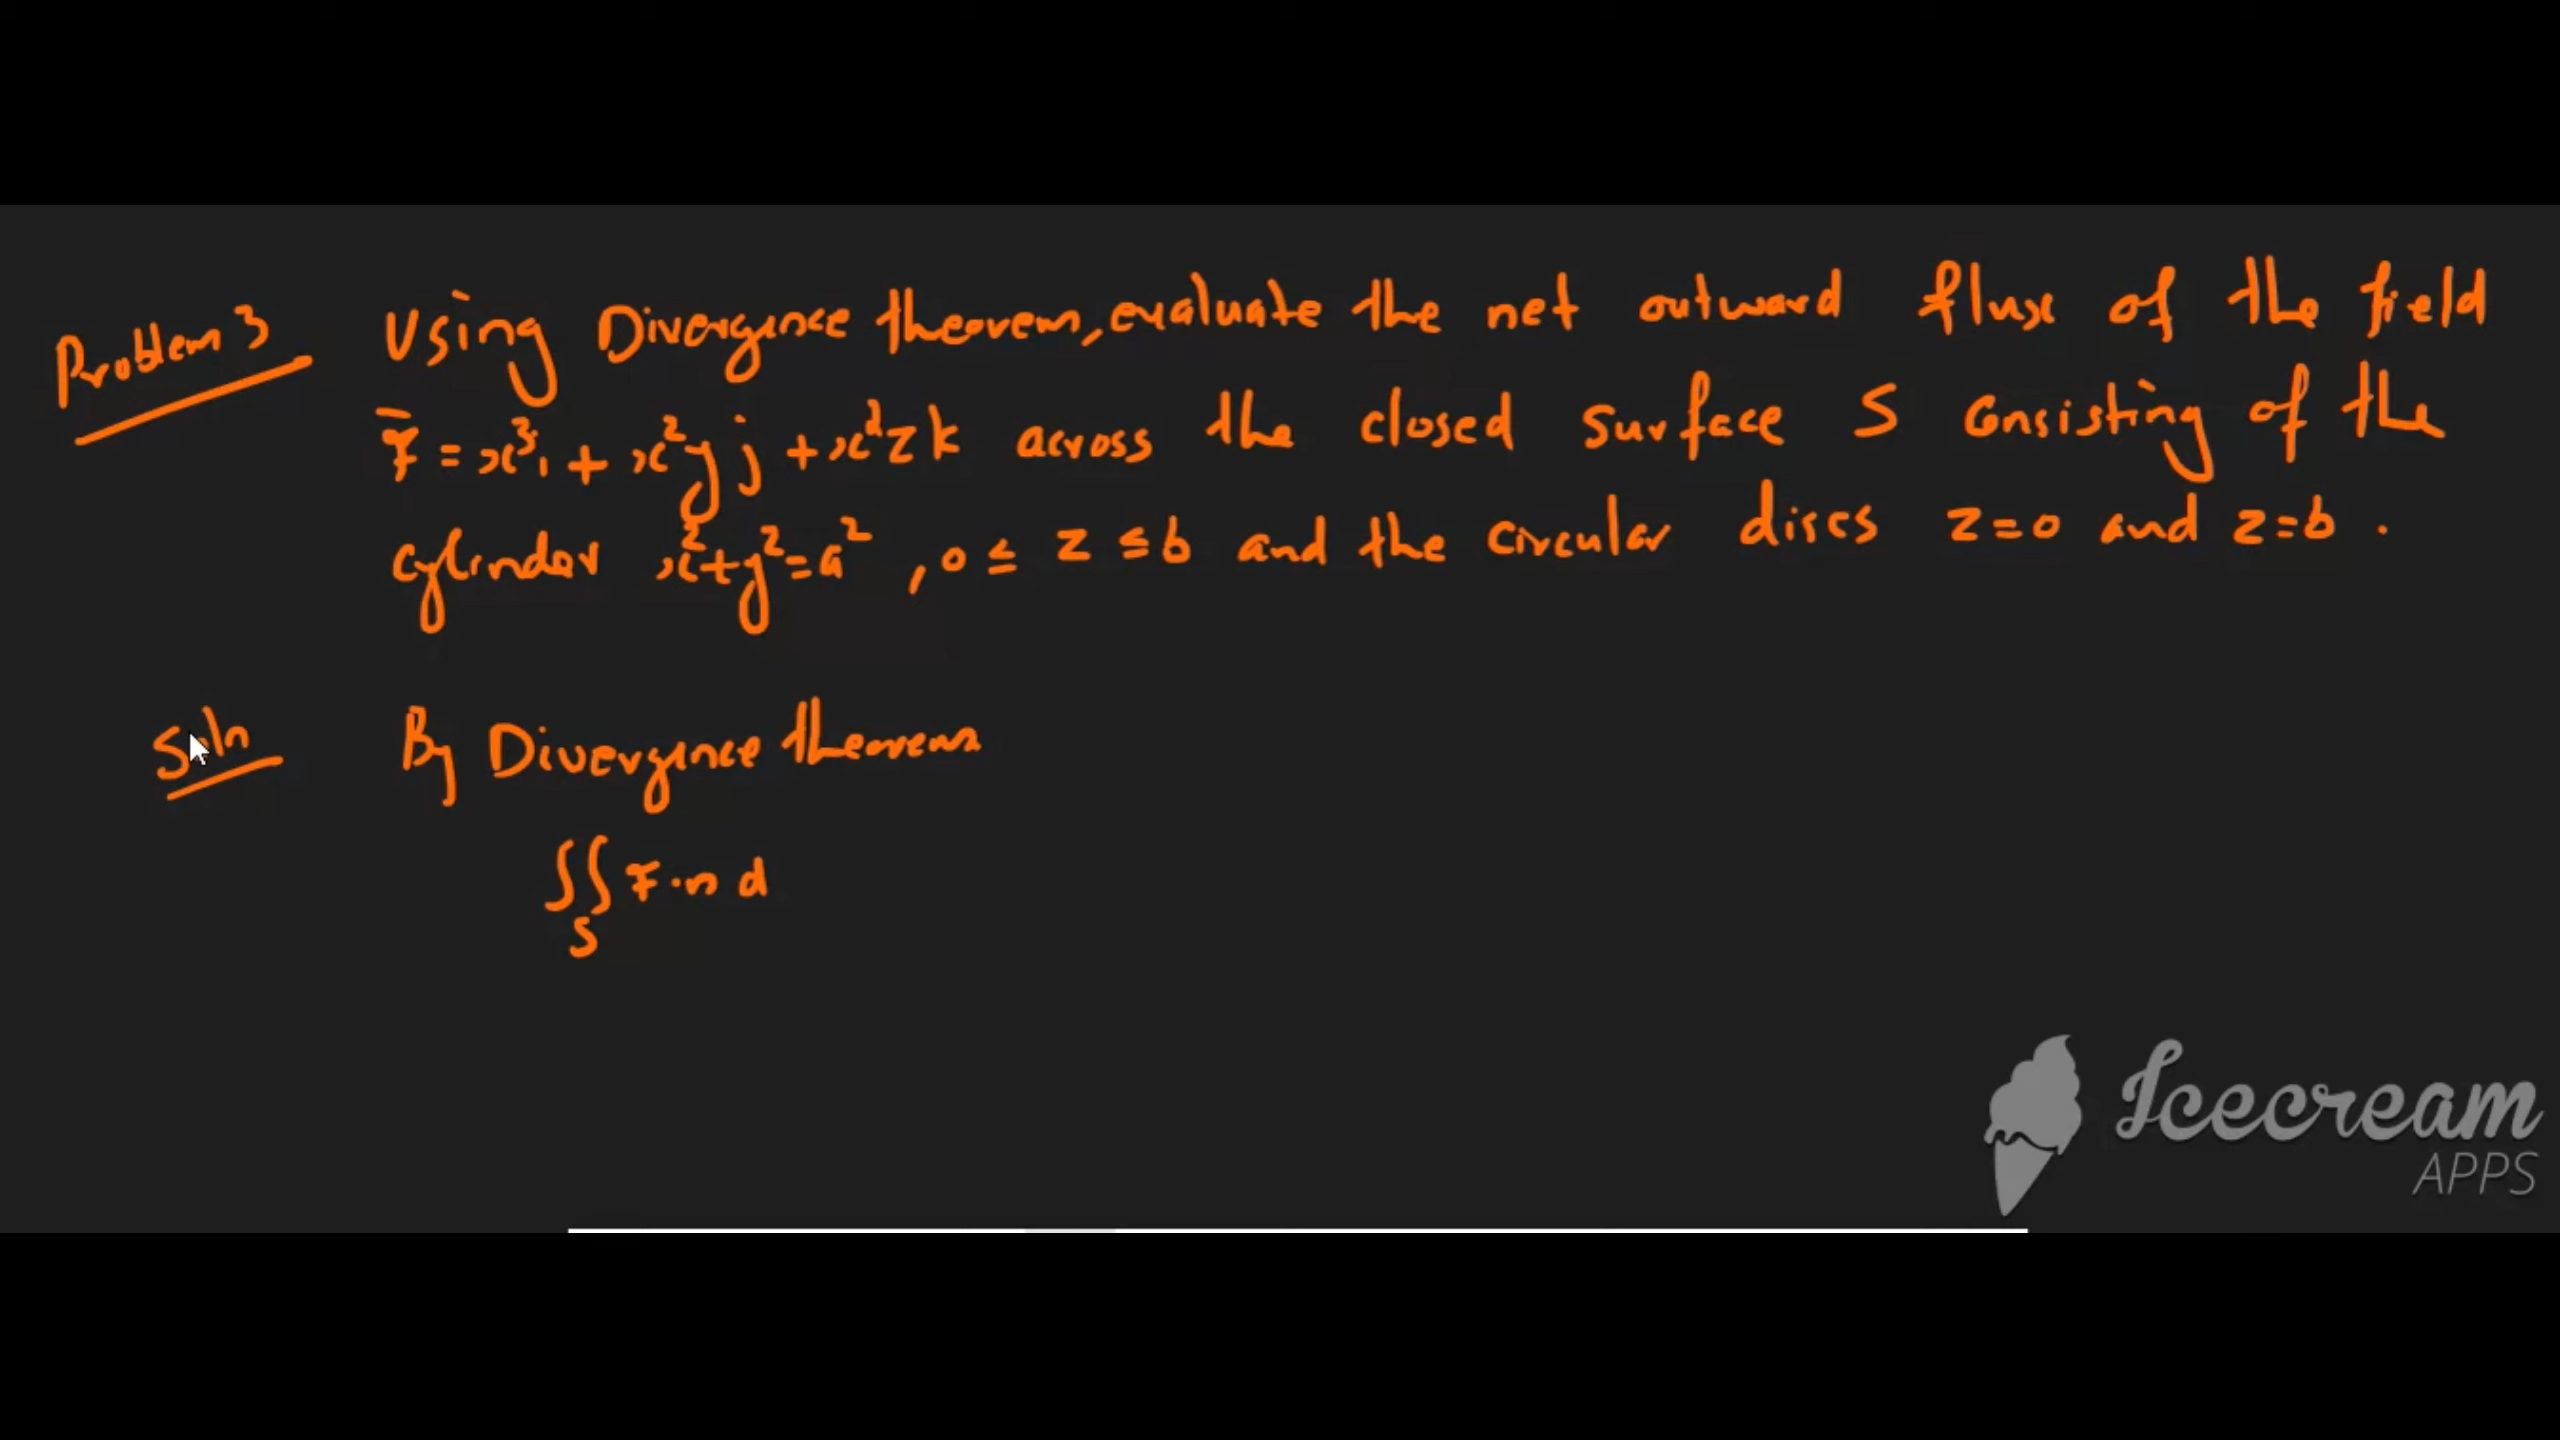 Problem 3 Using Divergence theorem, evaluate the net outward flux of the field
F̄ = x³i + x²y j + x²z k across the closed surface S consisting of the
cylinder x²+y²=a², 0 ≤ z ≤ b and the circular discs z=0 and z=b.
Soln By Divergence theorem
∬ F·n d
S
Icecream
APPS